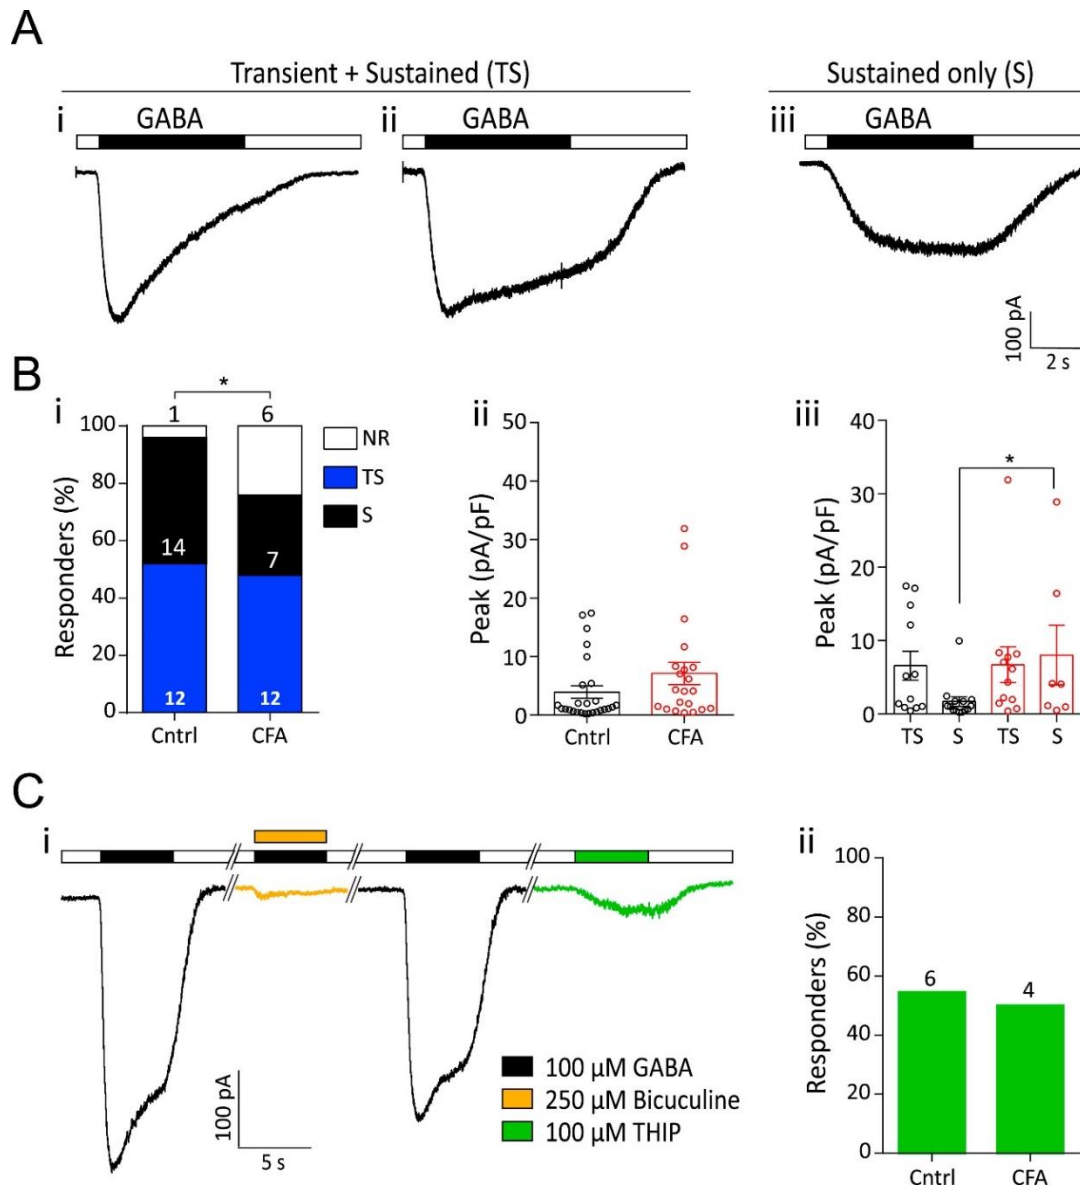 A
Transient + Sustained (TS)
Sustained only (S)
i
GABA
ii
GABA
iii
GABA
100 pA
2 s
B
i
*
1
6
100
80
60
40
20
0
Responders (%)
14
7
12
12
Cntrl
CFA
NR
TS
S
ii
50
40
30
20
10
0
Peak (pA/pF)
Cntrl
CFA
iii
40
30
20
10
0
Peak (pA/pF)
*
TS
S
TS
S
C
i
100 pA
5 s
100 μM GABA
250 μM Bicuculine
100 μM THIP
ii
100
80
60
40
20
0
Responders (%)
6
4
Cntrl
CFA